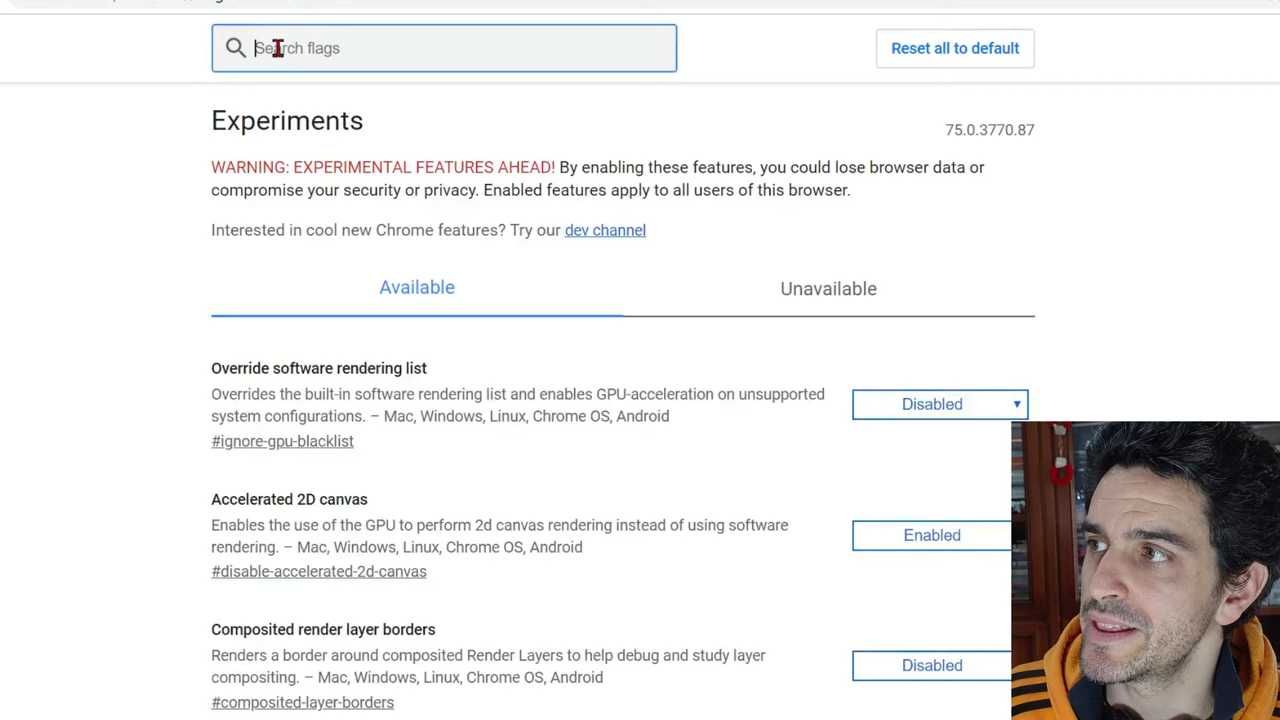 Search flags
Reset all to default
Experiments
75.0.3770.87
WARNING: EXPERIMENTAL FEATURES AHEAD! By enabling these features, you could lose browser data or
compromise your security or privacy. Enabled features apply to all users of this browser.
Interested in cool new Chrome features? Try our dev channel
Available
Unavailable
Override software rendering list
Overrides the built-in software rendering list and enables GPU-acceleration on unsupported
system configurations. – Mac, Windows, Linux, Chrome OS, Android
#ignore-gpu-blacklist
Disabled
Accelerated 2D canvas
Enables the use of the GPU to perform 2d canvas rendering instead of using software
rendering. – Mac, Windows, Linux, Chrome OS, Android
#disable-accelerated-2d-canvas
Enabled
Composited render layer borders
Renders a border around composited Render Layers to help debug and study layer
compositing. – Mac, Windows, Linux, Chrome OS, Android
#composited-layer-borders
Disabled